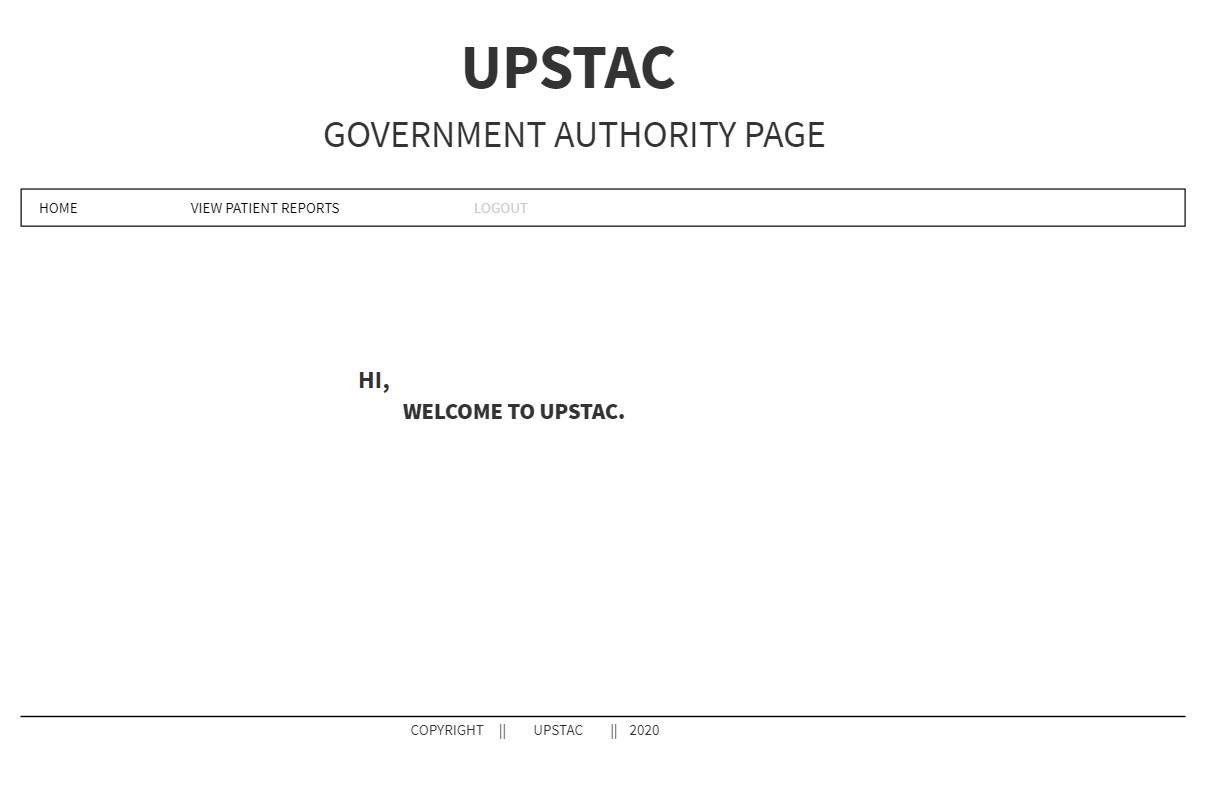 UPSTAC
GOVERNMENT AUTHORITY PAGE
HOME VIEW PATIENT REPORTS LOGOUT
HI,
WELCOME TO UPSTAC.
COPYRIGHT || UPSTAC || 2020